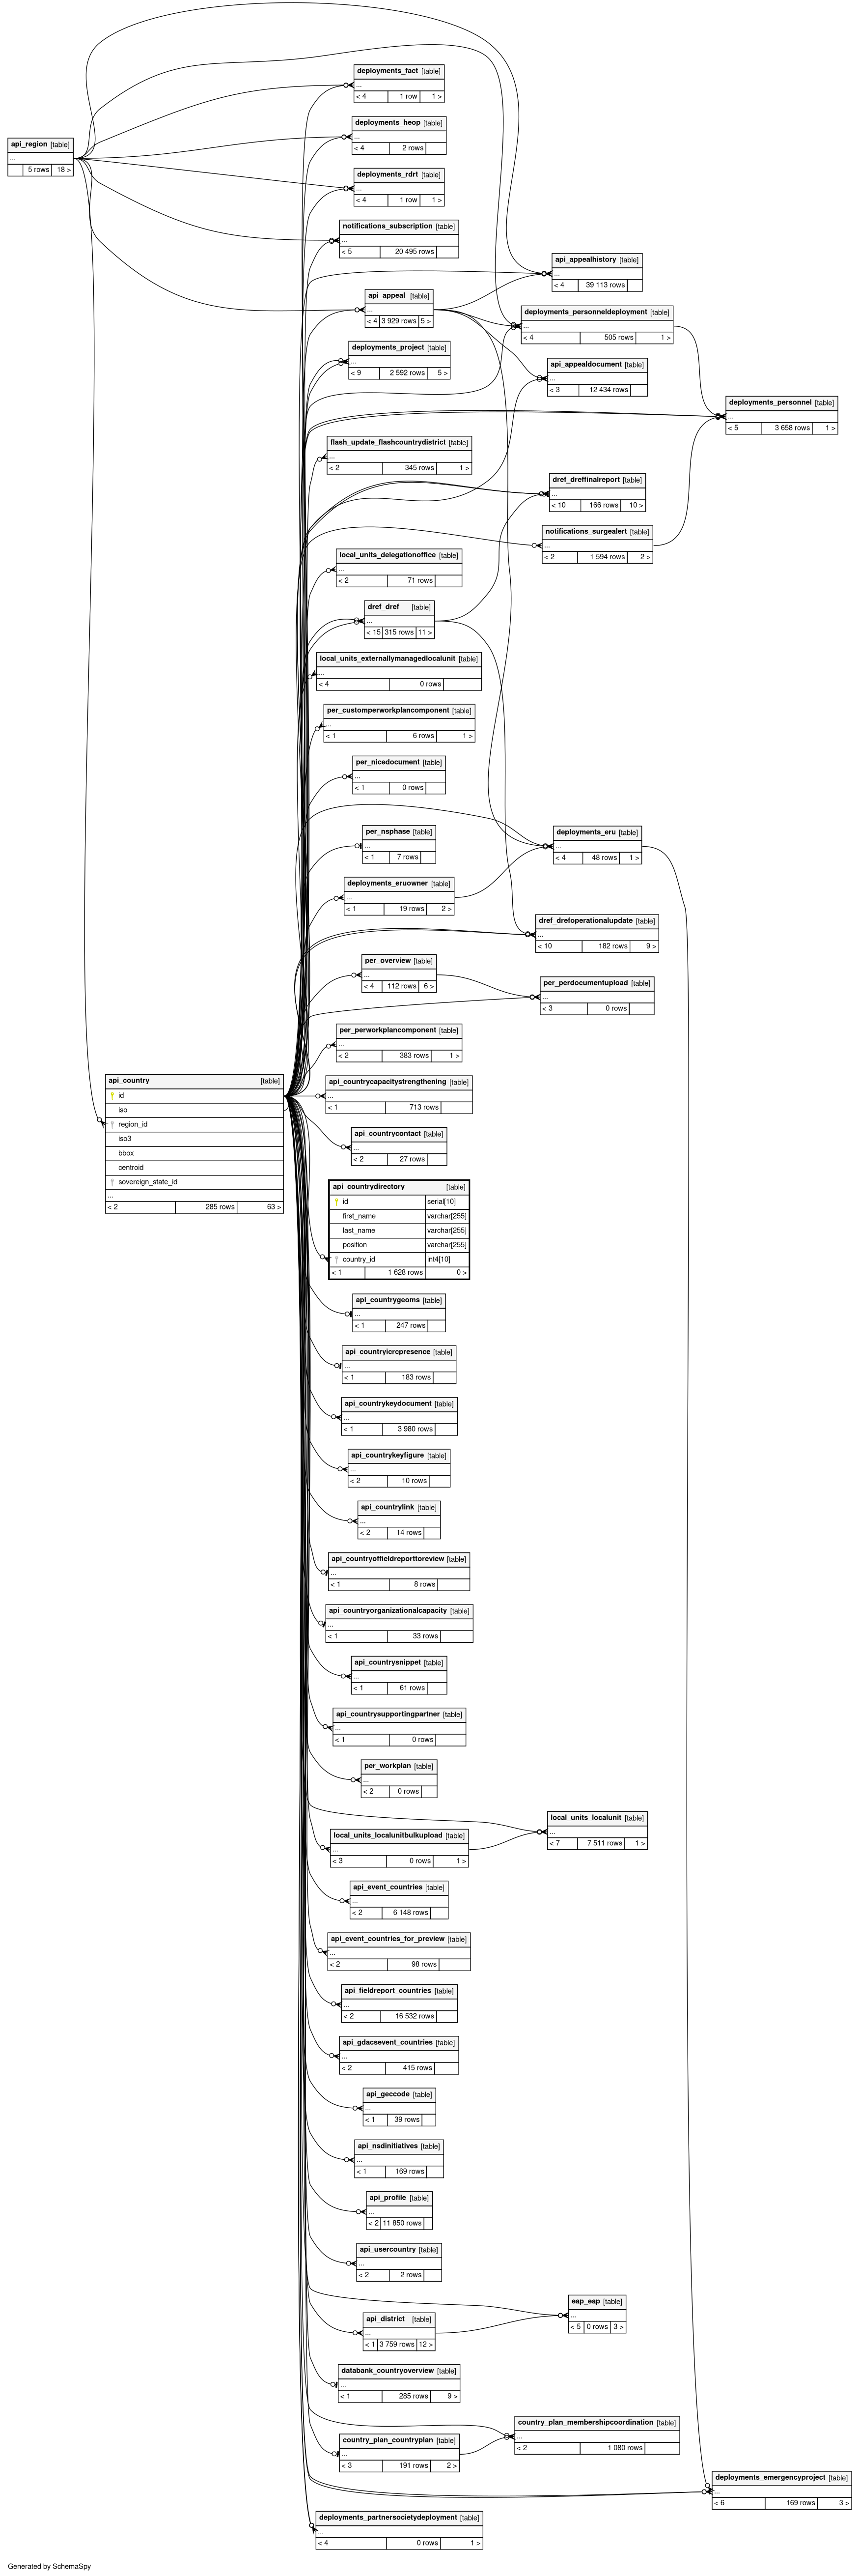 deployments_fact [table]
...
< 4 1 row 1 >
deployments_heop [table]
...
< 4 2 rows
api_region [table]
...
5 rows 18 >
deployments_rdrt [table]
...
< 4 1 row 1 >
notifications_subscription [table]
...
< 5 20 495 rows
api_appealhistory [table]
...
< 4 39 113 rows
api_appeal [table]
...
< 4 3 929 rows 5 >
deployments_personneldeployment [table]
...
< 4 505 rows 1 >
deployments_project [table]
...
< 9 2 592 rows 5 >
api_appealdocument [table]
...
< 3 12 434 rows
deployments_personnel [table]
...
< 5 3 658 rows 1 >
flash_update_flashcountrydistrict [table]
...
< 2 345 rows 1 >
dref_dreffinalreport [table]
...
< 10 166 rows 10 >
notifications_surgealert [table]
...
< 2 1 594 rows 2 >
local_units_delegationoffice [table]
...
< 2 71 rows
dref_dref [table]
...
< 15 315 rows 11 >
local_units_externallymanagedlocalunit [table]
...
< 4 0 rows
per_customperworkplancomponent [table]
...
< 1 6 rows 1 >
per_nicedocument [table]
...
< 1 0 rows
per_nsphase [table]
...
< 1 7 rows
deployments_eru [table]
...
< 4 48 rows 1 >
deployments_eruowner [table]
...
< 1 19 rows 2 >
dref_drefoperationalupdate [table]
...
< 10 182 rows 9 >
per_overview [table]
...
< 4 112 rows 6 >
per_perdocumentupload [table]
...
< 3 0 rows
per_perworkplancomponent [table]
...
< 2 383 rows 1 >
api_country [table]
id
iso
region_id
iso3
bbox
centroid
sovereign_state_id
...
< 2 285 rows 63 >
api_countrycapacitystrengthening [table]
...
< 1 713 rows
api_countrycontact [table]
...
< 2 27 rows
api_countrydirectory [table]
id serial[10]
first_name varchar[255]
last_name varchar[255]
position varchar[255]
country_id int4[10]
< 1 1 628 rows 0 >
api_countrygeoms [table]
...
< 1 247 rows
api_countryicrcpresence [table]
...
< 1 183 rows
api_countrykeydocument [table]
...
< 1 3 980 rows
api_countrykeyfigure [table]
...
< 2 10 rows
api_countrylink [table]
...
< 2 14 rows
api_countryoffieldreporttoreview [table]
...
< 1 8 rows
api_countryorganizationalcapacity [table]
...
< 1 33 rows
api_countrysnippet [table]
...
< 1 61 rows
api_countrysupportingpartner [table]
...
< 1 0 rows
per_workplan [table]
...
< 2 0 rows
local_units_localunit [table]
...
< 7 7 511 rows 1 >
local_units_localunitbulkupload [table]
...
< 3 0 rows 1 >
api_event_countries [table]
...
< 2 6 148 rows
api_event_countries_for_preview [table]
...
< 2 98 rows
api_fieldreport_countries [table]
...
< 2 16 532 rows
api_gdacsevent_countries [table]
...
< 2 415 rows
api_geccode [table]
...
< 1 39 rows
api_nsdinitiatives [table]
...
< 1 169 rows
api_profile [table]
...
< 2 11 850 rows
api_usercountry [table]
...
< 2 2 rows
eap_eap [table]
...
< 5 0 rows 3 >
api_district [table]
...
< 1 3 759 rows 12 >
databank_countryoverview [table]
...
< 1 285 rows 9 >
country_plan_membershipcoordination [table]
...
< 2 1 080 rows
country_plan_countryplan [table]
...
< 3 191 rows 2 >
deployments_emergencyproject [table]
...
< 6 169 rows 3 >
deployments_partnersocietydeployment [table]
...
< 4 0 rows 1 >
Generated by SchemaSpy